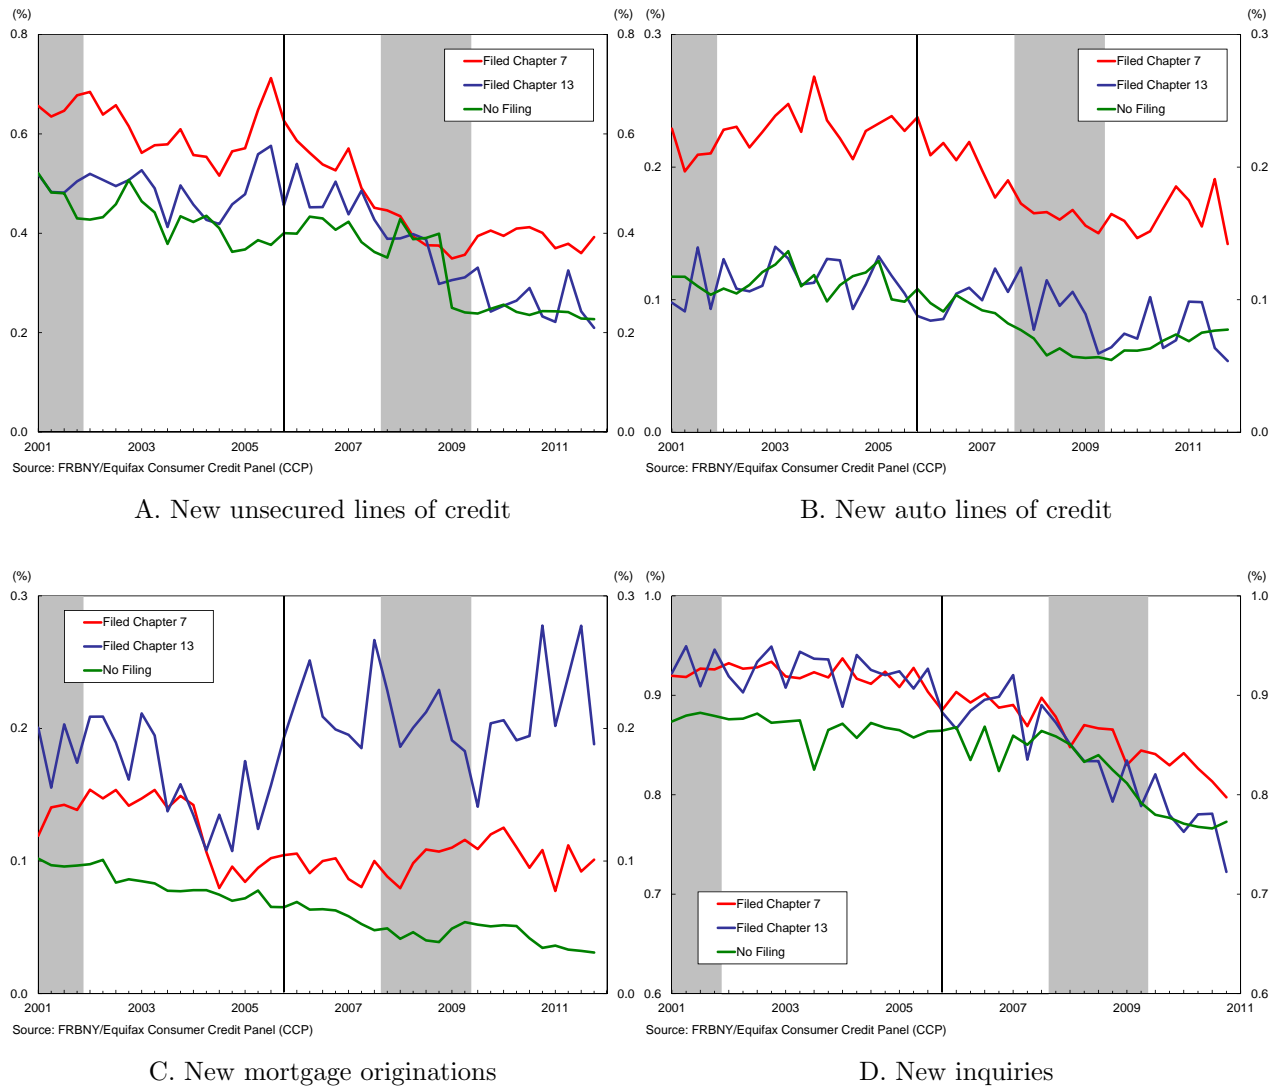 (%) (%) (%) (%)
0.8 0.8 0.3 0.3
Filed Chapter 7 Filed Chapter 7
Filed Chapter 13 Filed Chapter 13
No Filing No Filing
0.6 0.6 0.2 0.2
0.4 0.4 0.1 0.1
0.2 0.2
0.0 0.0 0.0 0.0
2001 2003 2005 2007 2009 2011 2001 2003 2005 2007 2009 2011
Source: FRBNY/Equifax Consumer Credit Panel (CCP) Source: FRBNY/Equifax Consumer Credit Panel (CCP)
A. New unsecured lines of credit B. New auto lines of credit
(%) (%) (%) (%)
0.3 0.3 1.0 1.0
Filed Chapter 7
Filed Chapter 13
No Filing
0.9 0.9
0.2 0.2
0.8 0.8
0.1 0.1
0.7 0.7
Filed Chapter 7
Filed Chapter 13
No Filing
0.0 0.0 0.6 0.6
2001 2003 2005 2007 2009 2011 2001 2003 2005 2007 2009 2011
Source: FRBNY/Equifax Consumer Credit Panel (CCP) Source: FRBNY/Equifax Consumer Credit Panel (CCP)
C. New mortgage originations D. New inquiries